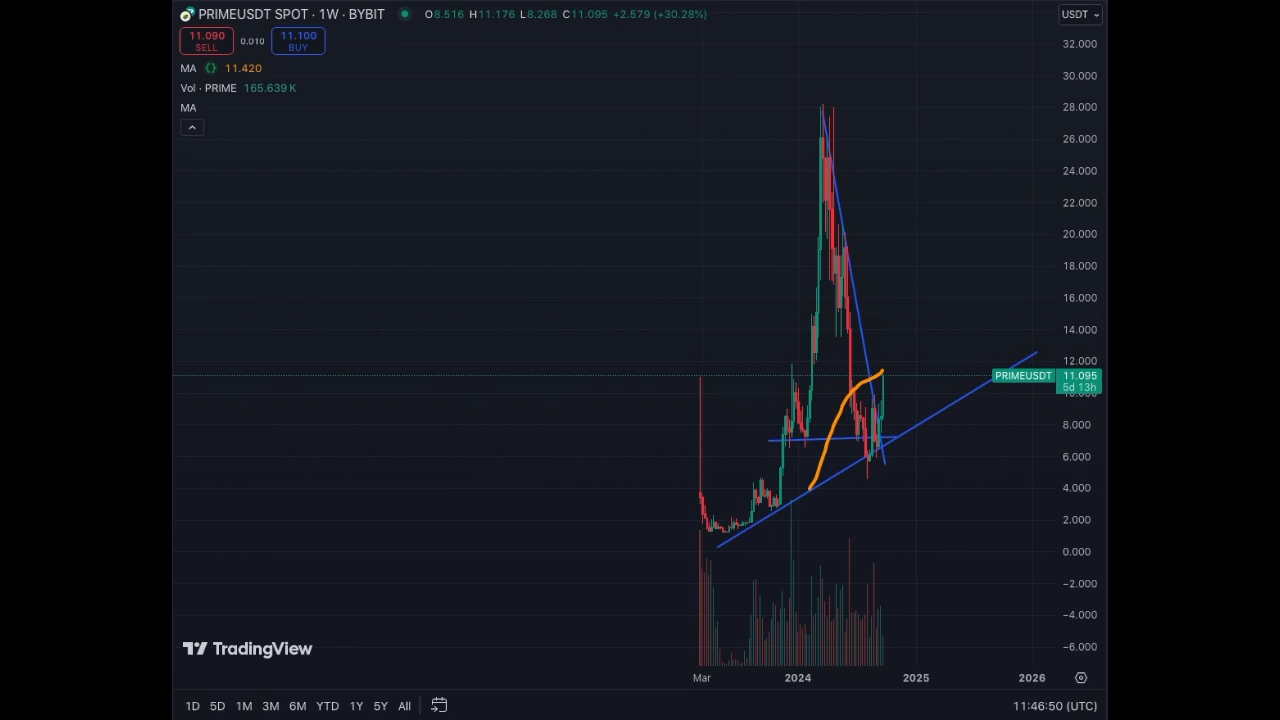 PRIMEUSDT SPOT · 1W · BYBIT O8.516 H11.176 L8.268 C11.095 +2.579 (+30.28%) USDT
11.090 SELL 0.010 11.100 BUY
MA 11.420
Vol · PRIME 165.639 K
MA
32.000
30.000
28.000
26.000
24.000
22.000
20.000
18.000
16.000
14.000
12.000
PRIMEUSDT 11.095
5d 13h
8.000
6.000
4.000
2.000
0.000
−2.000
−4.000
−6.000
TradingView
Mar 2024 2025 2026
1D 5D 1M 3M 6M YTD 1Y 5Y All 11:46:50 (UTC)